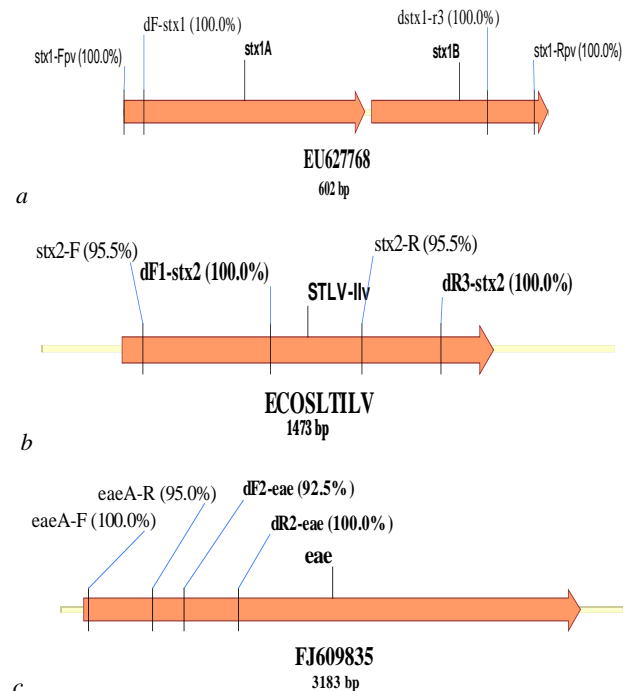 dF-stx1 (100.0%)
dstx1-r3 (100.0%)
stx1-Fpv (100.0%)
stx1A
stx1B
stx1-Rpv (100.0%)
EU627768
602 bp
a
stx2-F (95.5%)
stx2-R (95.5%)
dF1-stx2 (100.0%)
STLV-IIv
dR3-stx2 (100.0%)
ECOSLTILV
1473 bp
b
eaeA-R (95.0%)
dF2-eae (92.5%)
eaeA-F (100.0%)
dR2-eae (100.0%)
eae
FJ609835
3183 bp
c